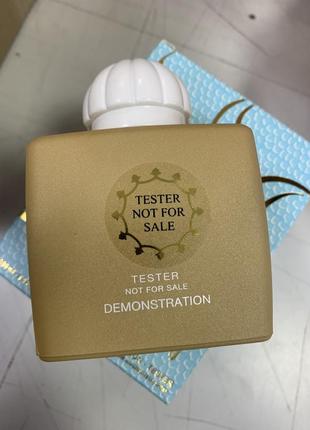 TESTER
NOT FOR
SALE
TESTER
NOT FOR SALE
DEMONSTRATION